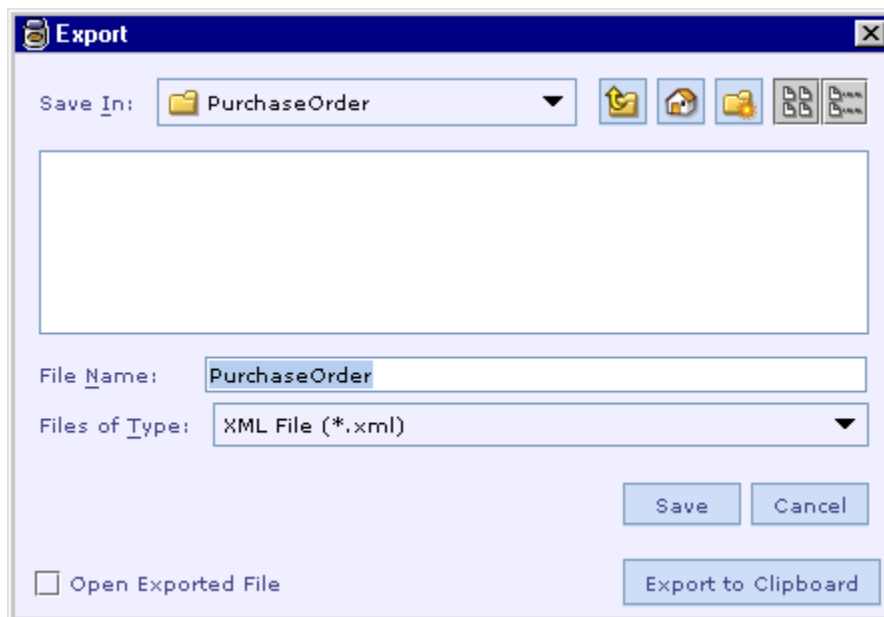 Export
Save In: PurchaseOrder
File Name: PurchaseOrder
Files of Type: XML File (*.xml)
Save Cancel
Open Exported File Export to Clipboard